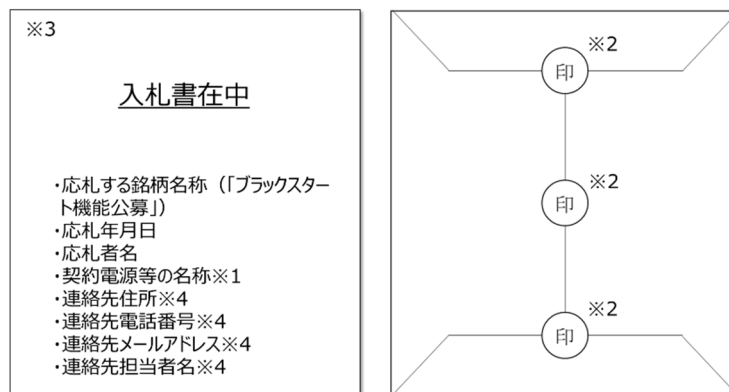 ※3
入札書在中
・応札する銘柄名称（「ブラックスター
ト機能公募」）
・応札年月日
・応札者名
・契約電源等の名称※1
・連絡先住所※4
・連絡先電話番号※4
・連絡先メールアドレス※4
・連絡先担当者名※4
※2
印
※2
印
※2
印